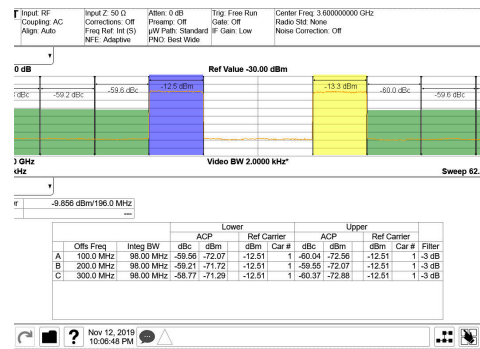 Input: RF
Coupling: AC
Align: Auto
Input Z: 50 Ω
Corrections: Off
Freq Ref: Int (S)
NFE: Adaptive
Atten: 0 dB
Preamp: Off
µW Path: Standard
PNO: Best Wide
Trig: Free Run
Gate: Off
IF Gain: Low
Center Freq: 3.600000000 GHz
Radio Std: None
Noise Correction: Off
0 dB
Ref Value -30.00 dBm
dBc
-59.2 dBc
-59.6 dBc
-12.5 dBm
-13.3 dBm
-60.0 dBc
-59.6 dBc
GHz
Video BW 2.0000 kHz*
kHz
Sweep 62.
-9.856 dBm/196.0 MHz
---
Lower Upper
ACP Ref Carrier ACP Ref Carrier
Offs Freq Integ BW dBc dBm dBm Car # dBc dBm dBm Car # Filter
A 100.0 MHz 98.00 MHz -59.56 -72.07 -12.51 1 -60.04 -72.56 -12.51 1 -3 dB
B 200.0 MHz 98.00 MHz -59.21 -71.72 -12.51 1 -59.55 -72.07 -12.51 1 -3 dB
C 300.0 MHz 98.00 MHz -58.77 -71.29 -12.51 1 -60.37 -72.88 -12.51 1 -3 dB
?
Nov 12, 2019
10:06:48 PM